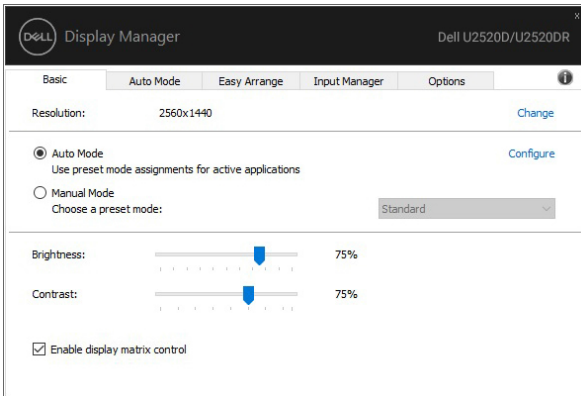 DELL Display Manager Dell U2520D/U2520DR
Basic Auto Mode Easy Arrange Input Manager Options
Resolution: 2560x1440 Change
Auto Mode Configure
Use preset mode assignments for active applications
Manual Mode
Choose a preset mode: Standard
Brightness: 75%
Contrast: 75%
Enable display matrix control